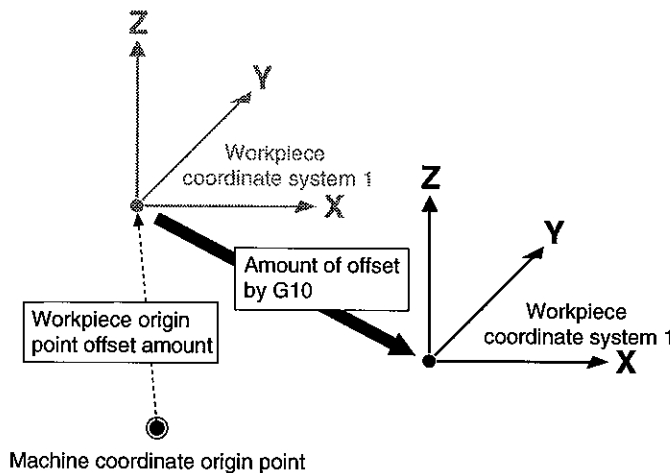 Z
Y
Workpiece
coordinate system 1
X
Z
Y
Amount of offset
by G10
Workpiece origin
point offset amount
Workpiece
coordinate system 1
X
Machine coordinate origin point